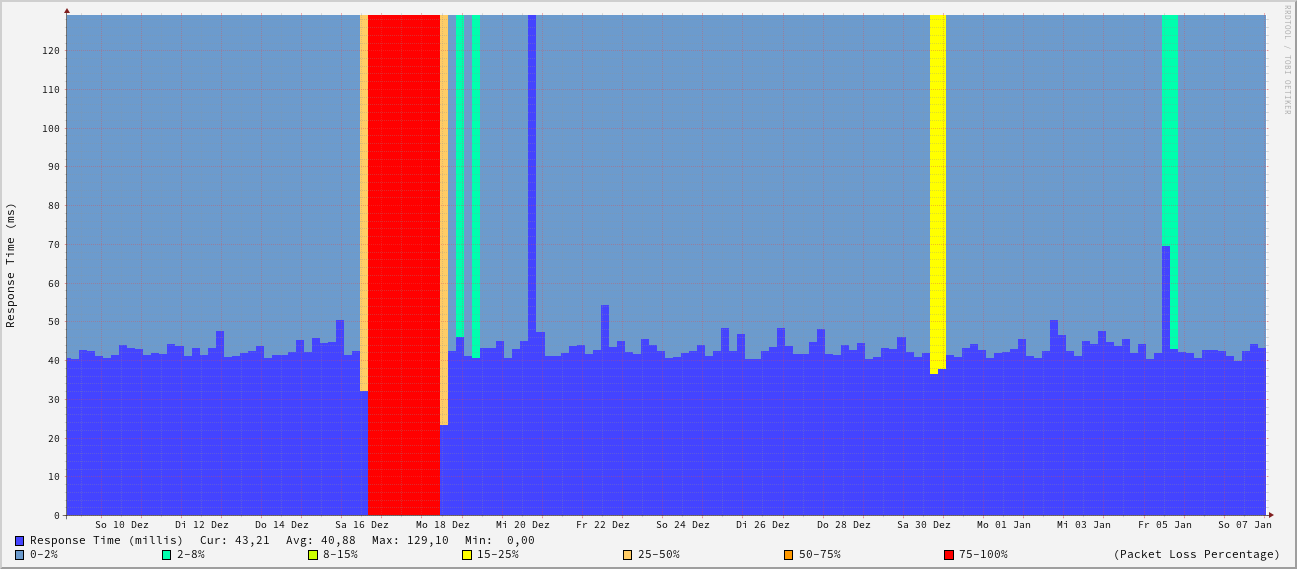 RRDTOOL / TOBI OETIKER
Response Time (ms)
120
110
100
90
80
70
60
50
40
30
20
10
0
So 10 Dez Di 12 Dez Do 14 Dez Sa 16 Dez Mo 18 Dez Mi 20 Dez Fr 22 Dez So 24 Dez Di 26 Dez Do 28 Dez Sa 30 Dez Mo 01 Jan Mi 03 Jan Fr 05 Jan So 07 Jan
Response Time (millis) Cur: 43,21 Avg: 40,88 Max: 129,10 Min: 0,00
0-2% 2-8% 8-15% 15-25% 25-50% 50-75% 75-100% (Packet Loss Percentage)